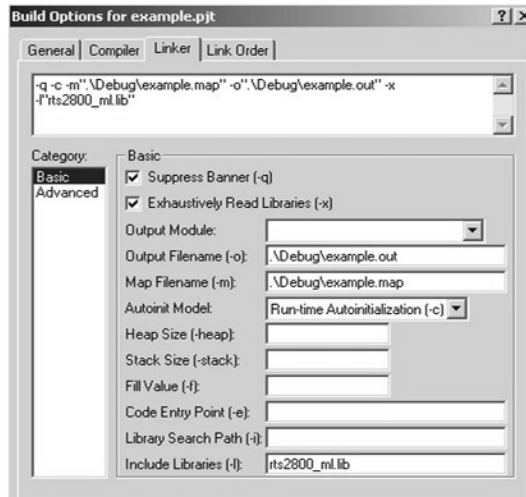 Build Options for example.pjt
General Compiler Linker Link Order
-q -c -m".\Debug\example.map" -o".\Debug\example.out" -x
-l"rts2800_ml.lib"
Category:
Basic
Advanced
Basic
Suppress Banner (-q)
Exhaustively Read Libraries (-x)
Output Module:
Output Filename (-o): .\Debug\example.out
Map Filename (-m): .\Debug\example.map
Autoinit Model: Run-time Autoinitialization (-c)
Heap Size (-heap):
Stack Size (-stack):
Fill Value (-f):
Code Entry Point (-e):
Library Search Path (-i):
Include Libraries (-l): rts2800_ml.lib